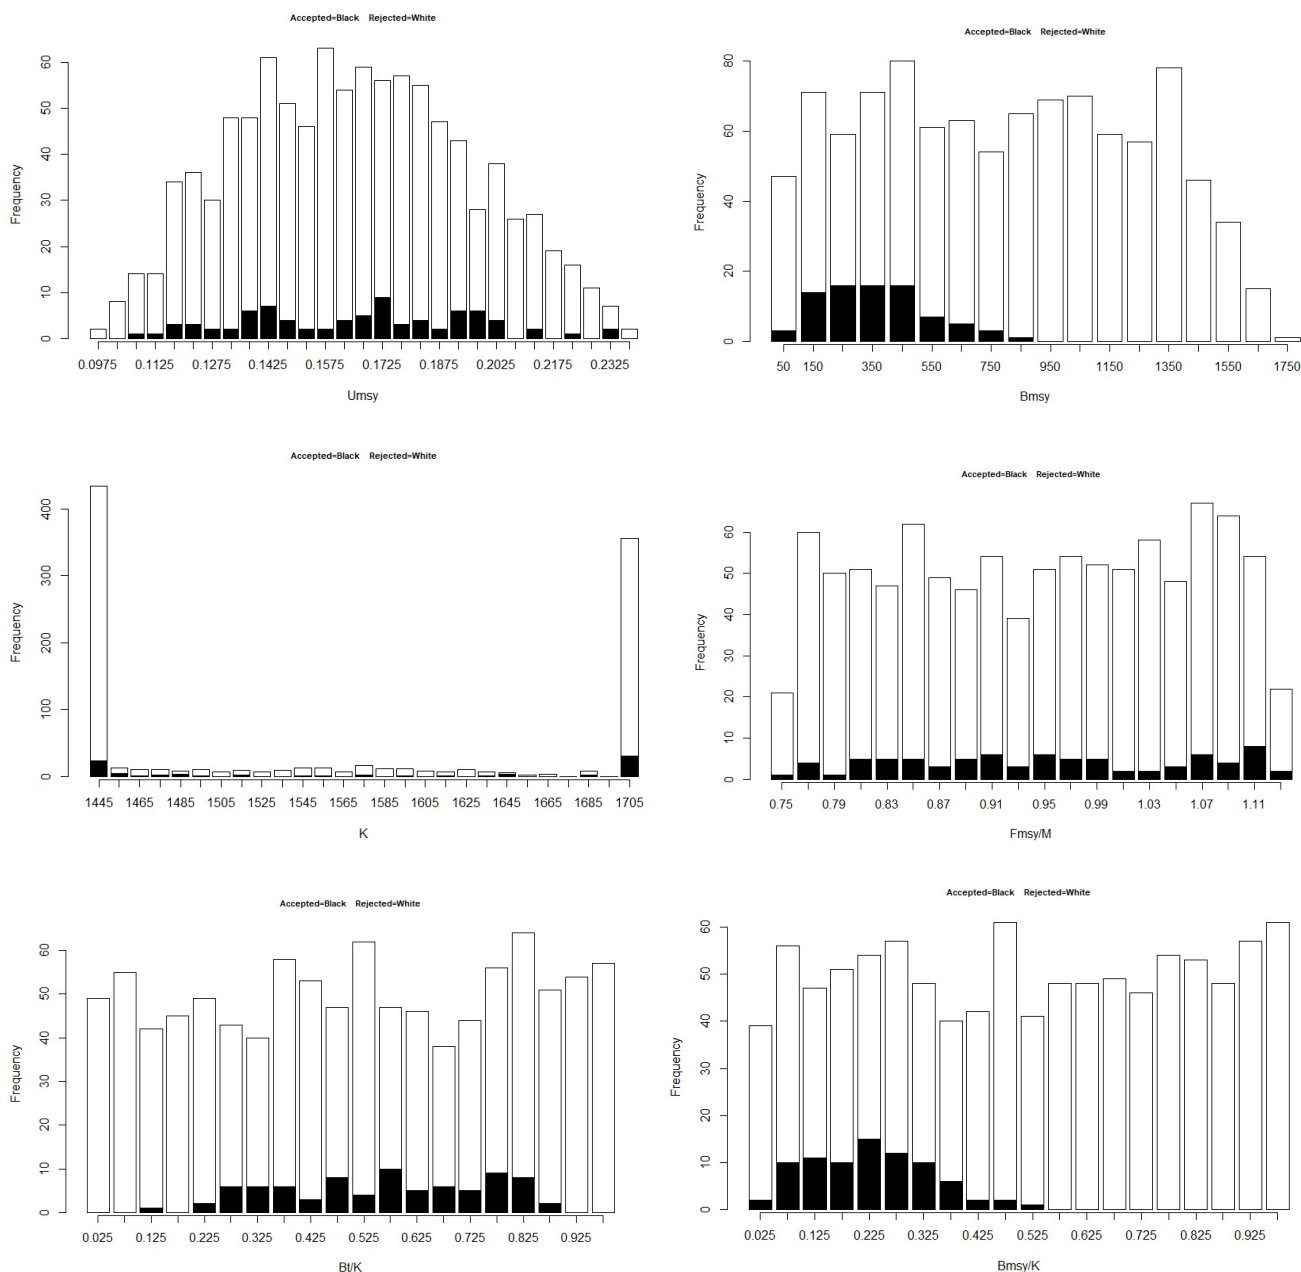 Accepted=Black Rejected=White
Frequency
0 10 20 30 40 50 60
0.0975 0.1125 0.1275 0.1425 0.1575 0.1725 0.1875 0.2025 0.2175 0.2325
Umsy
Accepted=Black Rejected=White
Frequency
0 20 40 60 80
50 150 350 550 750 950 1150 1350 1550 1750
Bmsy
Accepted=Black Rejected=White
Frequency
0 100 200 300 400
1445 1465 1485 1505 1525 1545 1565 1585 1605 1625 1645 1665 1685 1705
K
Accepted=Black Rejected=White
Frequency
0 10 20 30 40 50 60
0.75 0.79 0.83 0.87 0.91 0.95 0.99 1.03 1.07 1.11
Fmsy/M
Accepted=Black Rejected=White
Frequency
0 10 20 30 40 50 60
0.025 0.125 0.225 0.325 0.425 0.525 0.625 0.725 0.825 0.925
Bt/K
Accepted=Black Rejected=White
Frequency
0 10 20 30 40 50 60
0.025 0.125 0.225 0.325 0.425 0.525 0.625 0.725 0.825 0.925
Bmsy/K